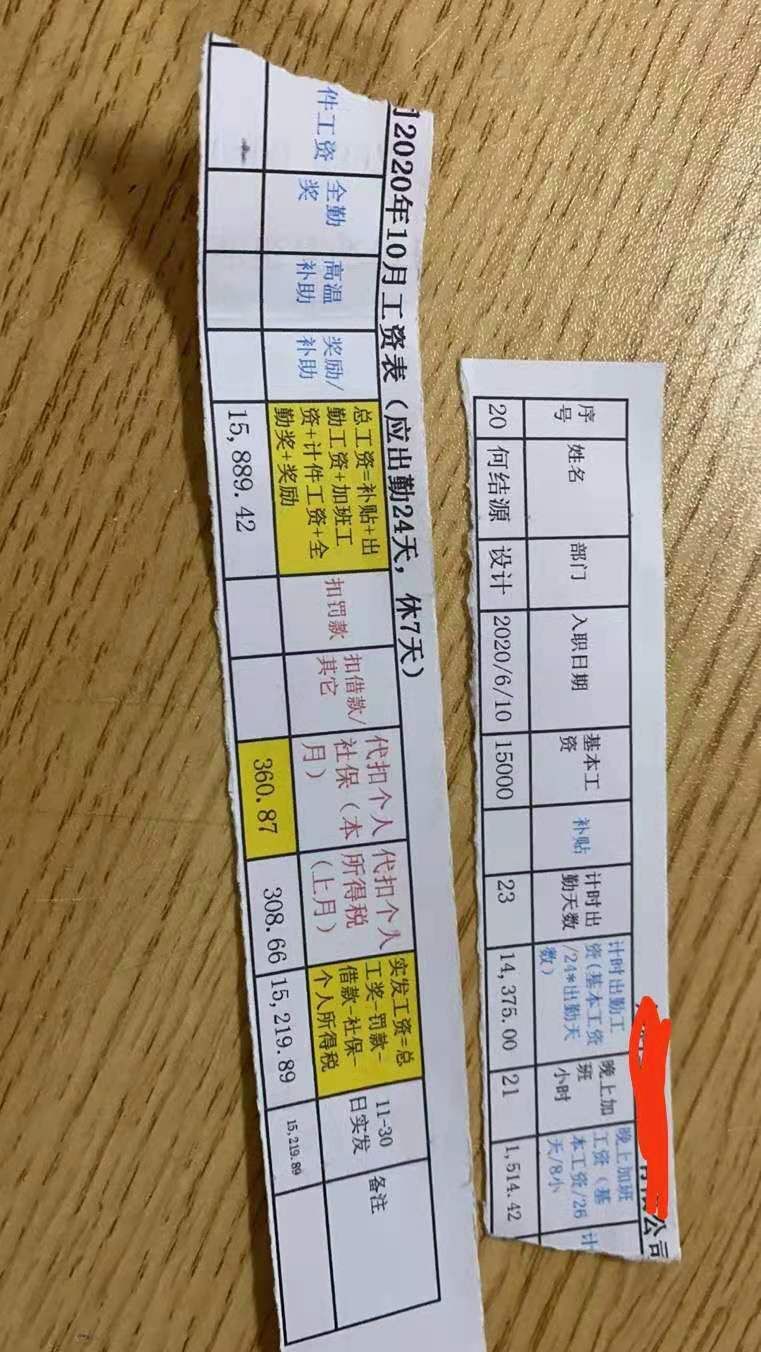 有限公司
序号 姓名 部门 入职日期 基本工资 补贴 计时出勤天数 计时出勤工资(基本工资/24*出勤天数) 晚上加班小时 晚上加班工资(基本工资/26天/8小 计
20 何结源 设计 2020/6/10 15000 23 14,375.00 21 1,514.42
2020年10月工资表(应出勤24天,休7天)
件工资 全勤奖 高温补助 奖励/补助 总工资=补贴+出勤工资+加班工资+计件工资+全勤奖+奖励 扣罚款 扣借款/其它 代扣个人社保(本月) 代扣个人所得税(上月) 实发工资=总工奖-罚款-借款-社保-个人所得税 11-30日实发 备注
15,889.42 360.87 308.66 15,219.89 15,219.89